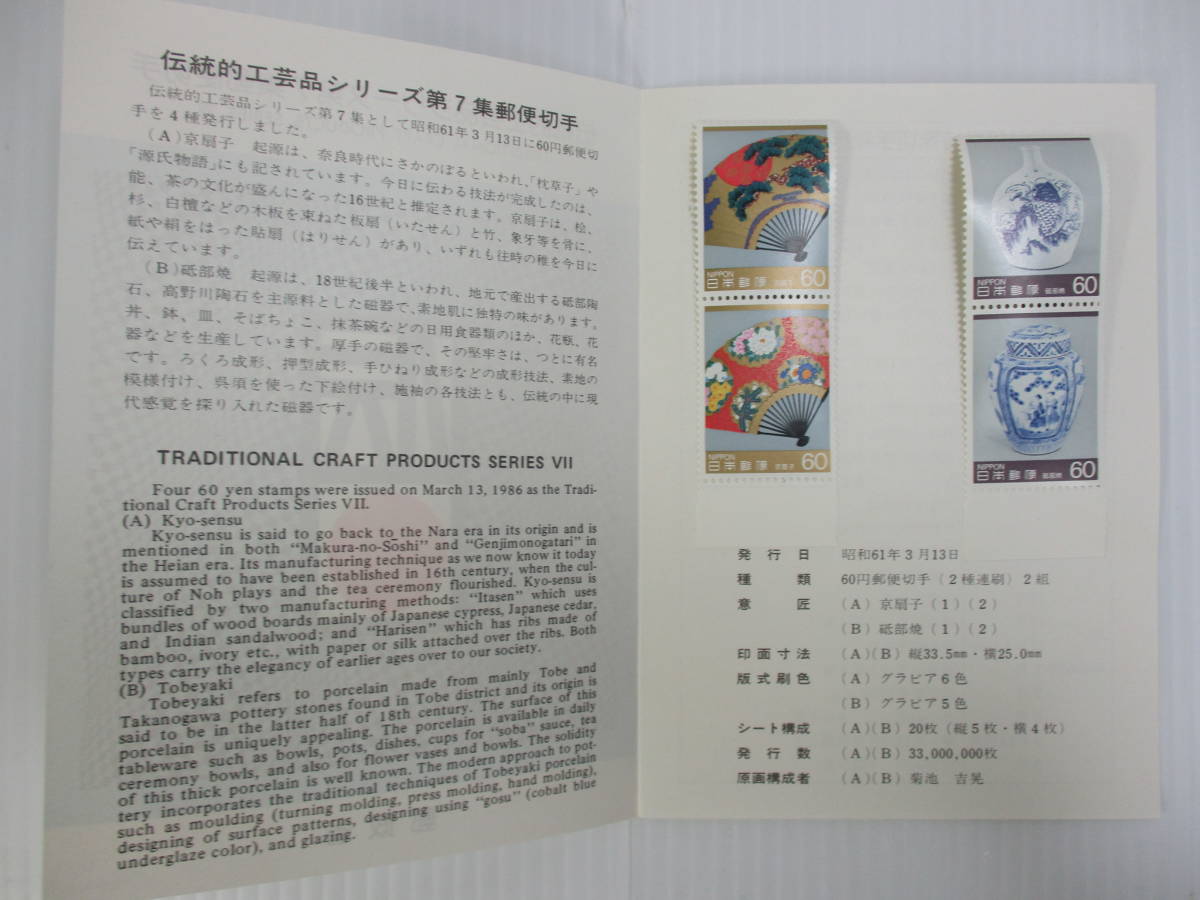 伝統的工芸品シリーズ第7集郵便切手
伝統的工芸品シリーズ第7集として昭和61年3月13日に60円郵便切
手を4種発行しました。
(A)京扇子 起源は、奈良時代にさかのぼるといわれ、「枕草子」や
「源氏物語」にも記されています。今日に伝わる技法が完成したのは、
能、茶の文化が盛んになった16世紀と推定されます。京扇子は、桧、
杉、白檀などの木板を束ねた板扇(いたせん)と竹、象牙等を骨に、
紙や絹をはった貼扇(はりせん)があり、いずれも往時の雅を今日に
伝えています。
(B)砥部焼 起源は、18世紀後半といわれ、地元で産出する砥部陶
石、高野川陶石を主源料とした磁器で、素地肌に独特の味があります。
丼、鉢、皿、そばちょこ、抹茶碗などの日用食器類のほか、花瓶、花
器などを生産しています。厚手の磁器で、その堅牢さは、つとに有名
です。ろくろ成形、押型成形、手ひねり成形などの成形技法、素地の
模様付け、呉須を使った下絵付け、施袖の各技法とも、伝統の中に現
代感覚を採り入れた磁器です。
TRADITIONAL CRAFT PRODUCTS SERIES VII
Four 60 yen stamps were issued on March 13, 1986 as the Tradi-
tional Craft Products Series VII.
(A) Kyo-sensu
Kyo-sensu is said to go back to the Nara era in its origin and is
mentioned in both "Makura-no-Sōshi" and "Genjimonogatari" in
the Heian era. Its manufacturing technique as we now know it today
is assumed to have been established in 16th century, when the cul-
ture of Noh plays and the tea ceremony flourished. Kyo-sensu is
classified by two manufacturing methods: "Itasen" which uses
bundles of wood boards mainly of Japanese cypress, Japanese cedar,
and Indian sandalwood; and "Harisen" which has ribs made of
bamboo, ivory etc., with paper or silk attached over the ribs. Both
types carry the elegancy of earlier ages over to our society.
(B) Tobeyaki
Tobeyaki refers to porcelain made from mainly Tobe and
Takanogawa pottery stones found in Tobe district and its origin is
said to be in the latter half of 18th century. The surface of this
porcelain is uniquely appealing. The porcelain is available in daily
tableware such as bowls, pots, dishes, cups for "soba" sauce, tea
ceremony bowls, and also for flower vases and bowls. The solidity
of this thick porcelain is well known. The modern approach to pot-
tery incorporates the traditional techniques of Tobeyaki porcelain
such as moulding (turning molding, press molding, hand molding),
designing of surface patterns, designing using "gosu" (cobalt blue
underglaze color), and glazing.
NIPPON
日本郵便 京扇子 60
NIPPON
日本郵便 京扇子 60
NIPPON
日本郵便 砥部焼 60
NIPPON
日本郵便 砥部焼 60
発行日 昭和61年3月13日
種類 60円郵便切手(2種連刷)2組
意匠 (A)京扇子(1)(2)
(B)砥部焼(1)(2)
印面寸法 (A)(B)縦33.5mm・横25.0mm
版式刷色 (A)グラビア6色
(B)グラビア5色
シート構成 (A)(B)20枚(縦5枚・横4枚)
発行数 (A)(B)33,000,000枚
原画構成者 (A)(B)菊池 吉晃